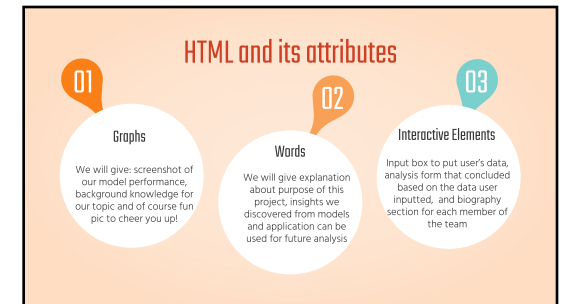 HTML and its attributes
01
Graphs
We will give: screenshot of
our model performance,
background knowledge for
our topic and of course fun
pic to cheer you up!
02
Words
We will give explanation
about purpose of this
project, insights we
discovered from models
and application can be
used for future analysis
03
Interactive Elements
Input box to put user's data,
analysis form that concluded
based on the data user
inputted, and biography
section for each member of
the team